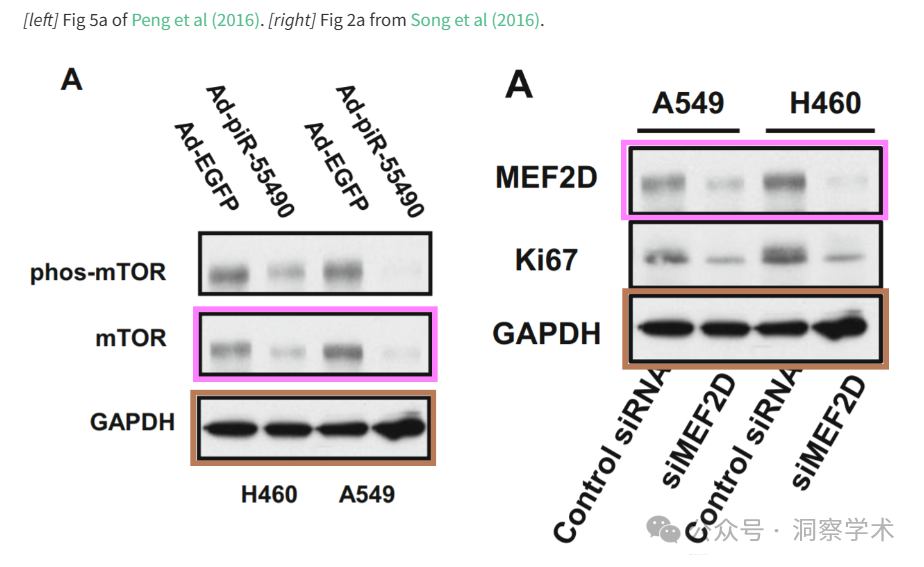 [left] Fig 5a of Peng et al (2016). [right] Fig 2a from Song et al (2016).
A
Ad-EGFP
Ad-piR-55490
Ad-EGFP
Ad-piR-55490
phos-mTOR
mTOR
GAPDH
H460 A549
A
A549 H460
MEF2D
Ki67
GAPDH
Control siRNA
siMEF2D
Control siRNA
siMEF2D
公众号 · 洞察学术